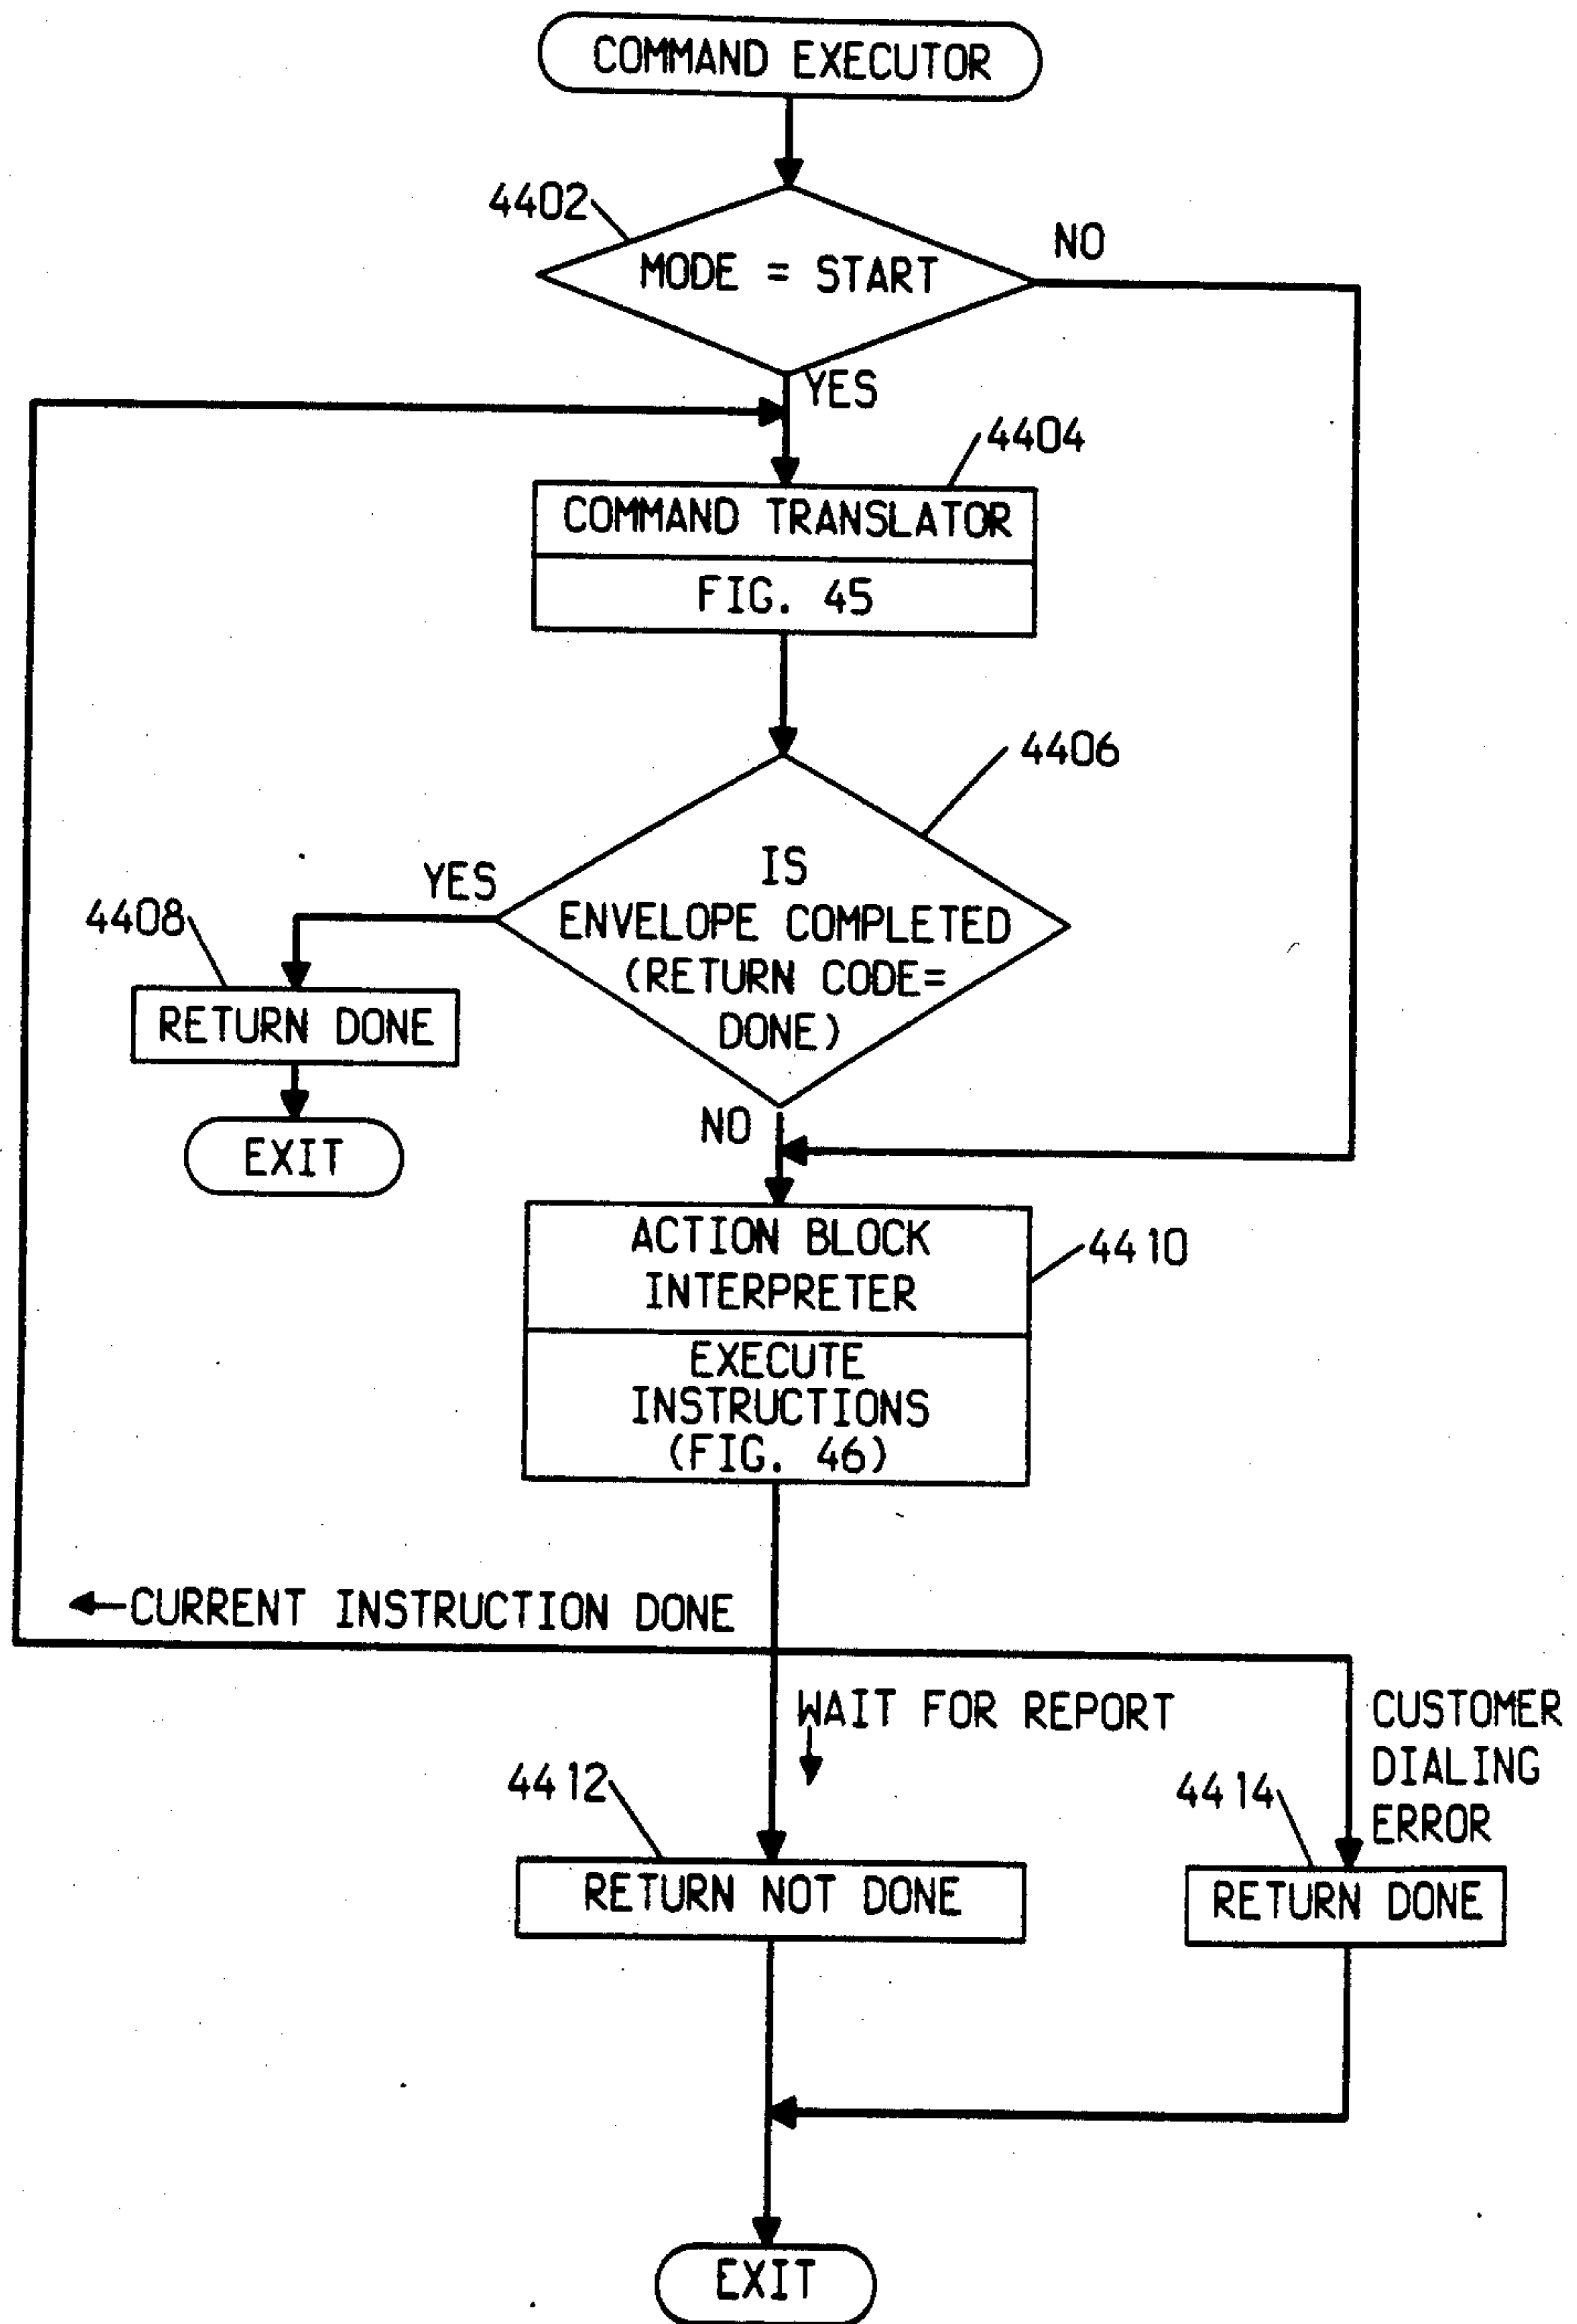 COMMAND EXECUTOR
4402
MODE = START
NO
YES
4404
COMMAND TRANSLATOR
FIG. 45
4406
IS
ENVELOPE COMPLETED
(RETURN CODE=
DONE)
YES
4408
RETURN DONE
EXIT
NO
ACTION BLOCK
INTERPRETER
4410
EXECUTE
INSTRUCTIONS
(FIG. 46)
CURRENT INSTRUCTION DONE
WAIT FOR REPORT
CUSTOMER
DIALING
ERROR
4412
4414
RETURN NOT DONE
RETURN DONE
EXIT